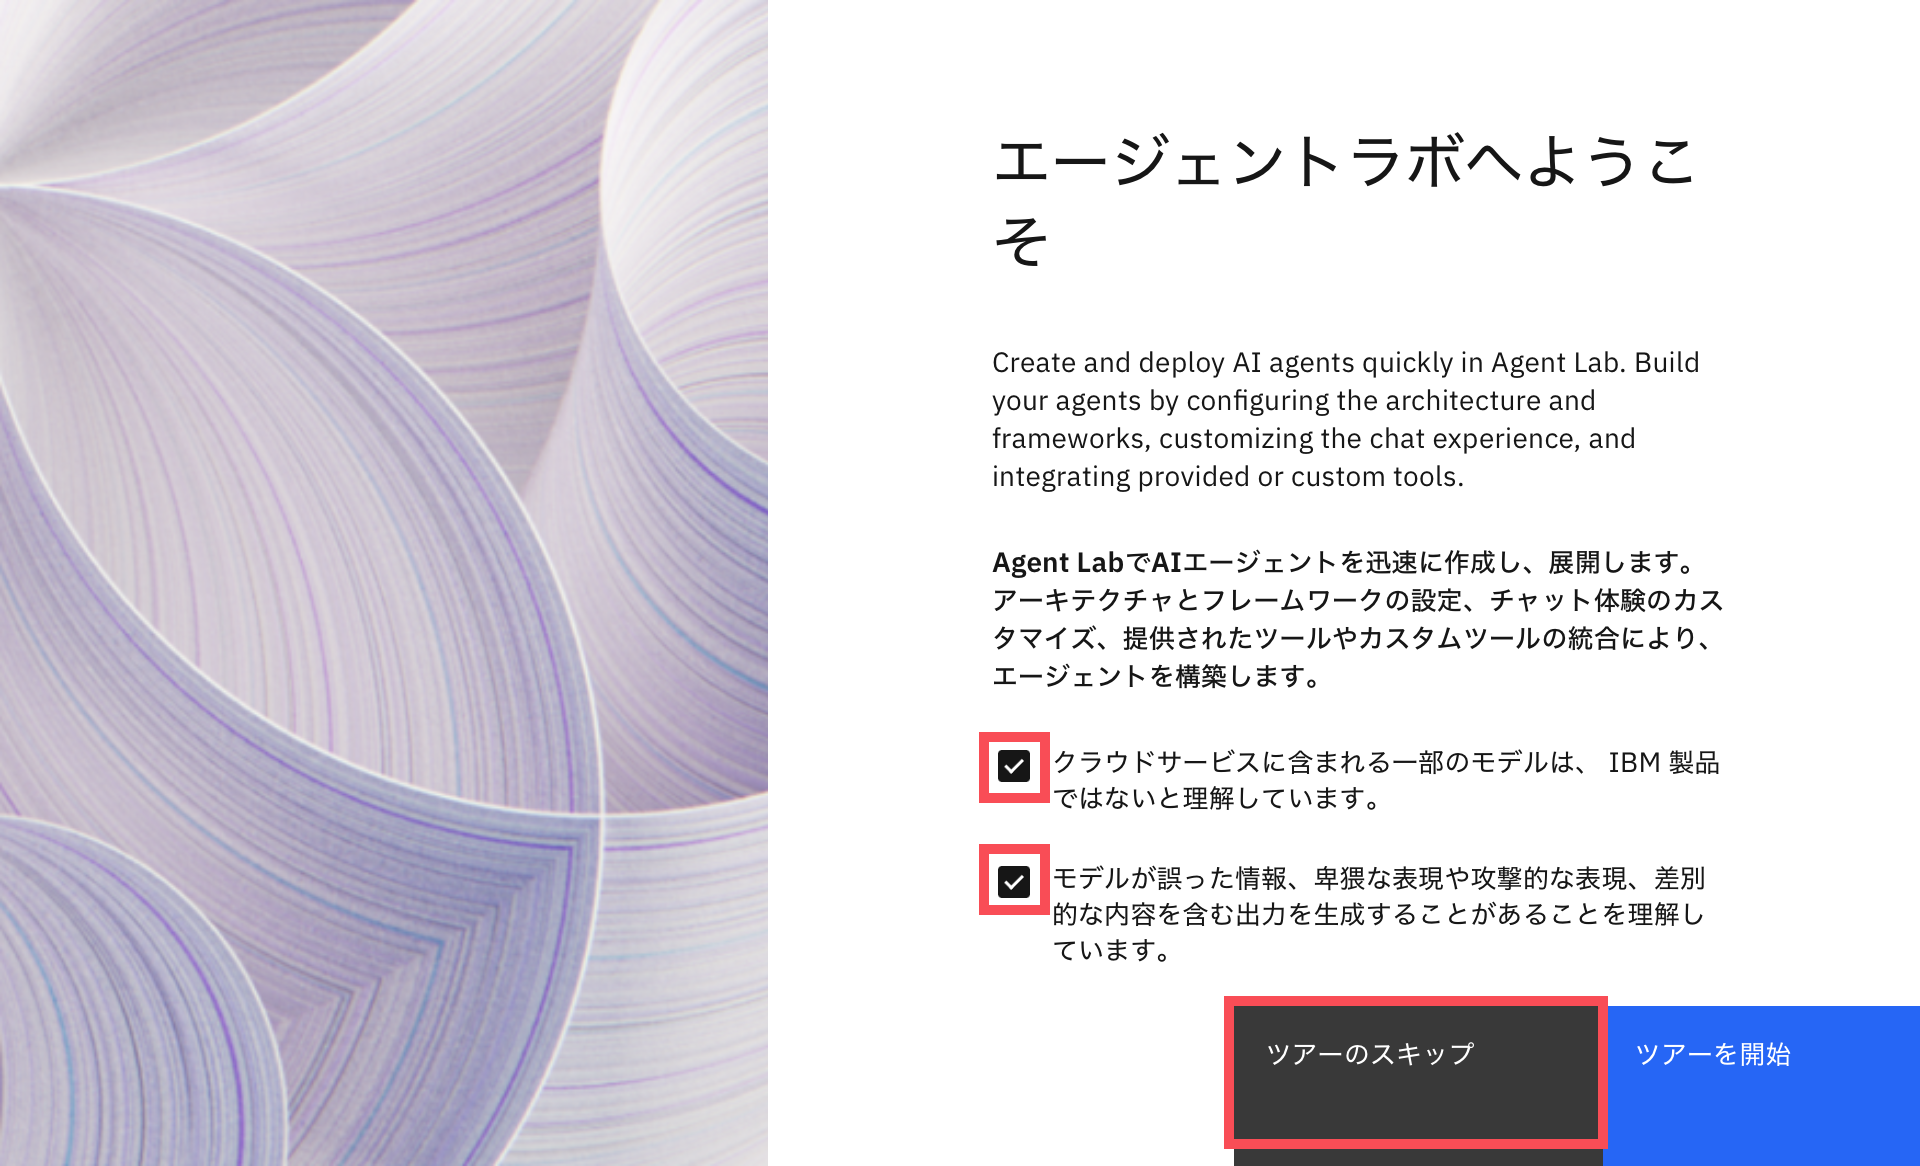 エージェントラボへようこ
そ
Create and deploy AI agents quickly in Agent Lab. Build
your agents by configuring the architecture and
frameworks, customizing the chat experience, and
integrating provided or custom tools.
Agent LabでAIエージェントを迅速に作成し、展開します。
アーキテクチャとフレームワークの設定、チャット体験のカス
タマイズ、提供されたツールやカスタムツールの統合により、
エージェントを構築します。
クラウドサービスに含まれる一部のモデルは、 IBM 製品
ではないと理解しています。
モデルが誤った情報、卑猥な表現や攻撃的な表現、差別
的な内容を含む出力を生成することがあることを理解し
ています。
ツアーのスキップ
ツアーを開始